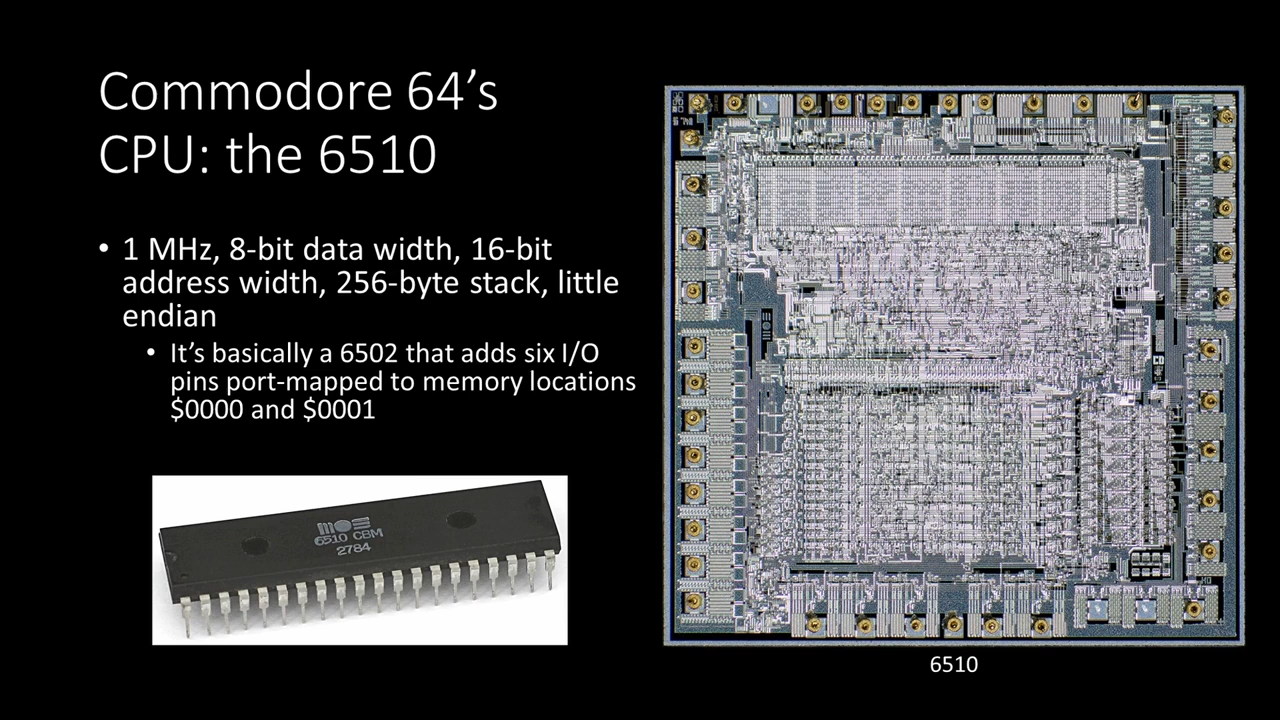 Commodore 64’s
CPU: the 6510
• 1 MHz, 8-bit data width, 16-bit
address width, 256-byte stack, little
endian
• It’s basically a 6502 that adds six I/O
pins port-mapped to memory locations
$0000 and $0001
mos
6510 CBM
2784
6510